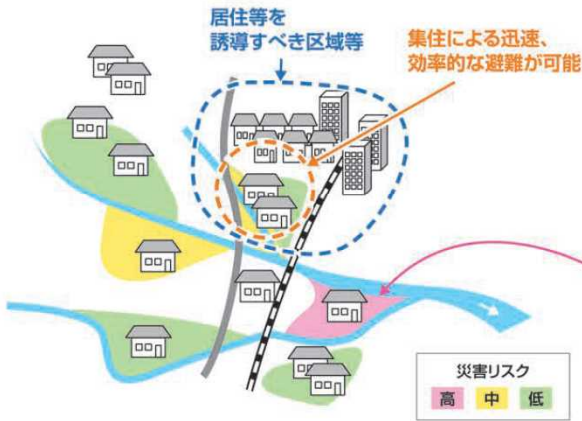 居住等を
誘導すべき区域等
集住による迅速、
効率的な避難が可能
災害リスク
高 中 低